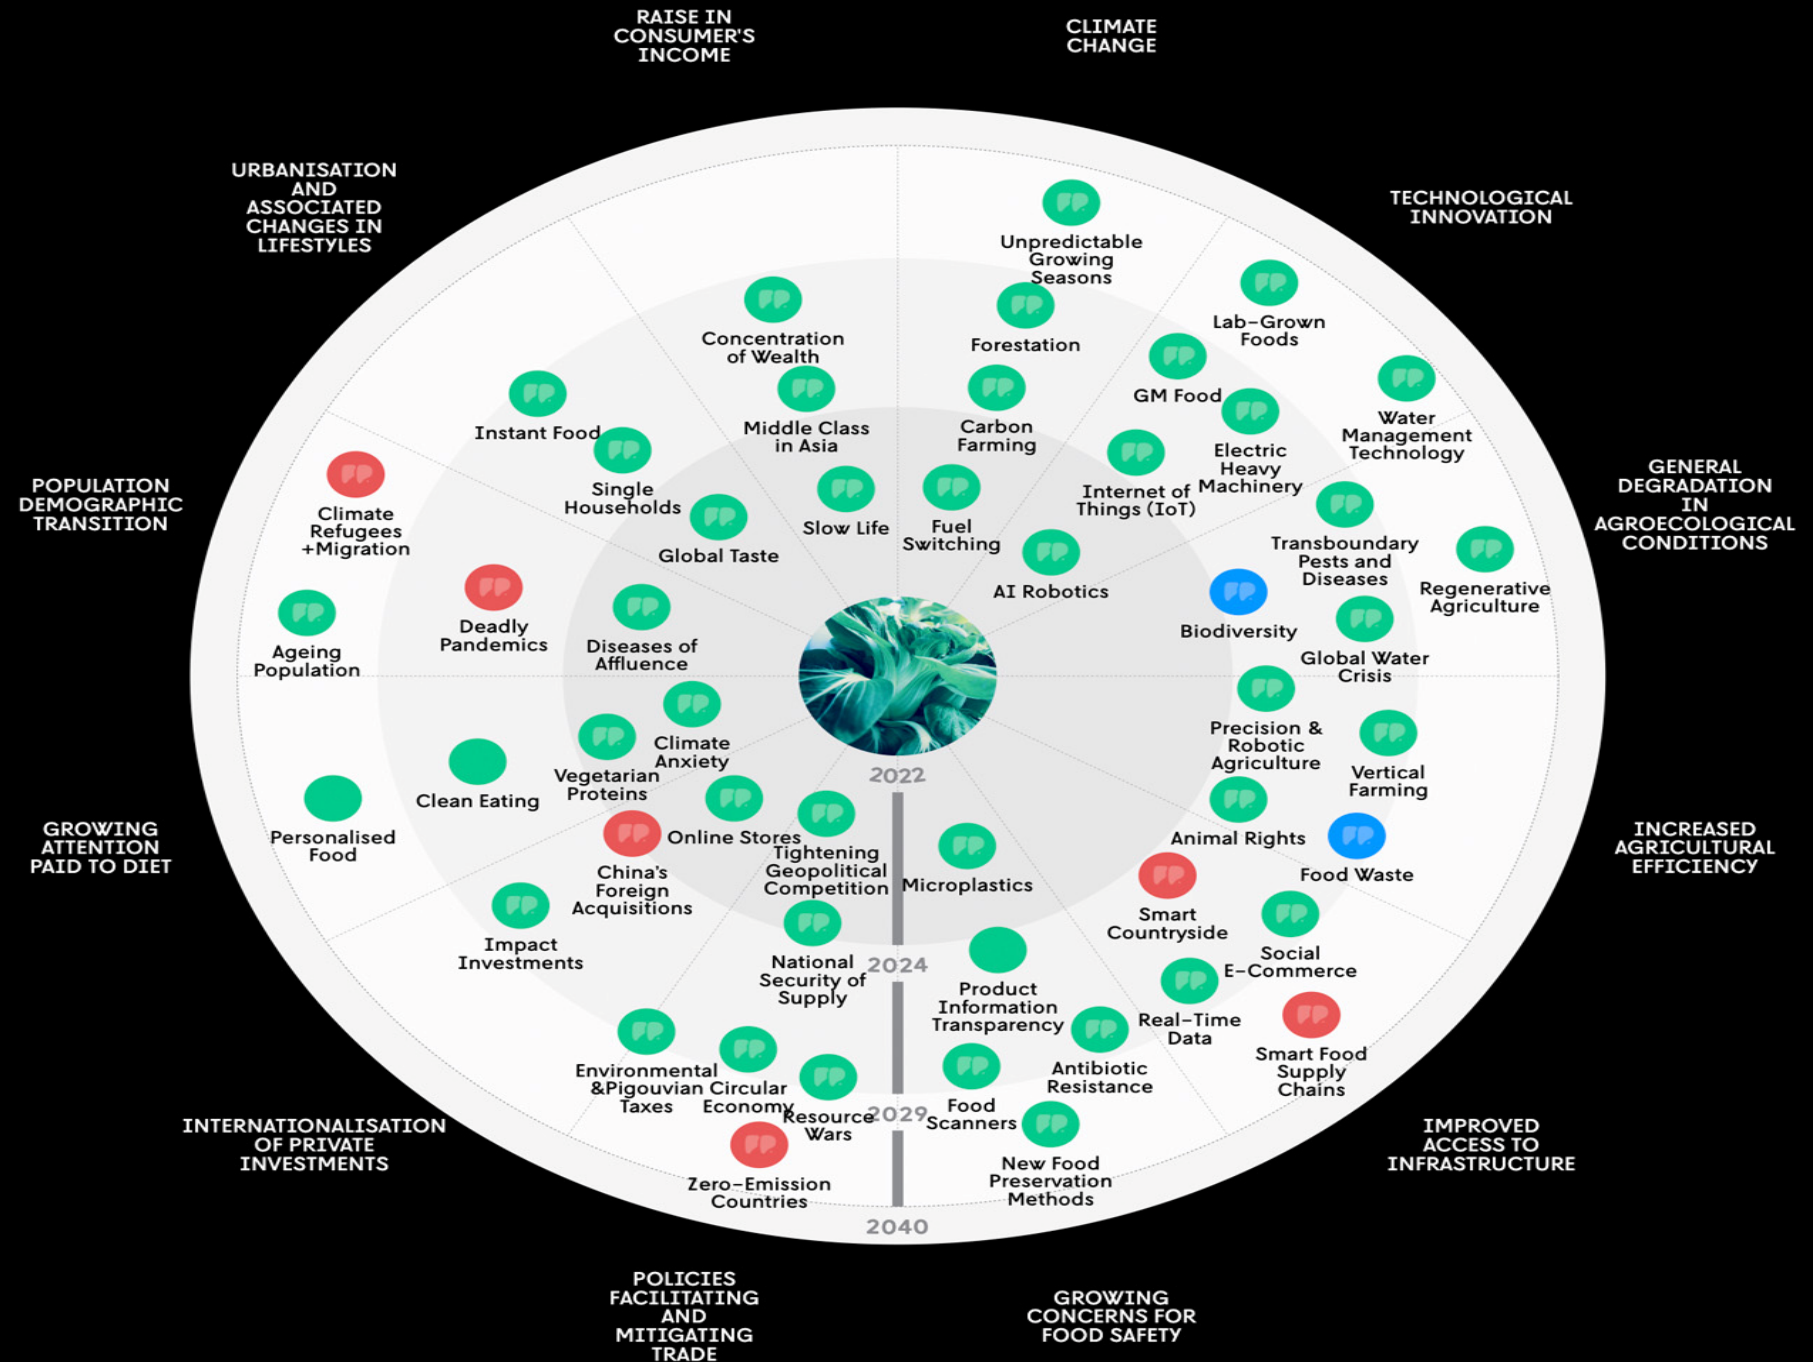 RAISE IN
CONSUMER'S
INCOME
CLIMATE
CHANGE
URBANISATION
AND
ASSOCIATED
CHANGES IN
LIFESTYLES
TECHNOLOGICAL
INNOVATION
POPULATION
DEMOGRAPHIC
TRANSITION
GENERAL
DEGRADATION
IN
AGROECOLOGICAL
CONDITIONS
GROWING
ATTENTION
PAID TO DIET
INCREASED
AGRICULTURAL
EFFICIENCY
INTERNATIONALISATION
OF PRIVATE
INVESTMENTS
IMPROVED
ACCESS TO
INFRASTRUCTURE
POLICIES
FACILITATING
AND
MITIGATING
TRADE
GROWING
CONCERNS FOR
FOOD SAFETY
Unpredictable
Growing
Seasons
Forestation
Carbon
Farming
Fuel
Switching
Concentration
of Wealth
Middle Class
in Asia
Slow Life
Instant Food
Single
Households
Global Taste
Lab-Grown
Foods
GM Food
Water
Management
Technology
Electric
Heavy
Machinery
Internet of
Things (IoT)
AI Robotics
Climate
Refugees
+Migration
Deadly
Pandemics
Ageing
Population
Diseases of
Affluence
Transboundary
Pests and
Diseases
Regenerative
Agriculture
Biodiversity
Global Water
Crisis
Climate
Anxiety
Vegetarian
Proteins
Clean Eating
Personalised
Food
Precision &
Robotic
Agriculture
Vertical
Farming
Animal Rights
Food Waste
Online Stores
China's
Foreign
Acquisitions
Impact
Investments
Smart
Countryside
Social
E-Commerce
Real-Time
Data
Smart Food
Supply
Chains
Tightening
Geopolitical
Competition
National
Security of
Supply
Environmental
&Pigouvian
Taxes
Circular
Economy
Resource
Wars
Zero-Emission
Countries
Microplastics
Product
Information
Transparency
Antibiotic
Resistance
Food
Scanners
New Food
Preservation
Methods
2022
2024
2029
2040